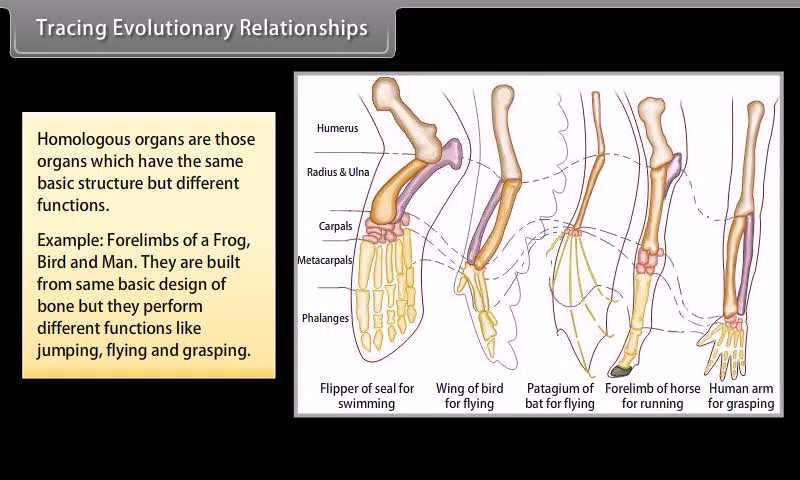 Tracing Evolutionary Relationships
Homologous organs are those
organs which have the same
basic structure but different
functions.
Example: Forelimbs of a Frog,
Bird and Man. They are built
from same basic design of
bone but they perform
different functions like
jumping, flying and grasping.
Humerus
Radius & Ulna
Carpals
Metacarpals
Phalanges
Flipper of seal for
swimming
Wing of bird
for flying
Patagium of
bat for flying
Forelimb of horse
for running
Human arm
for grasping